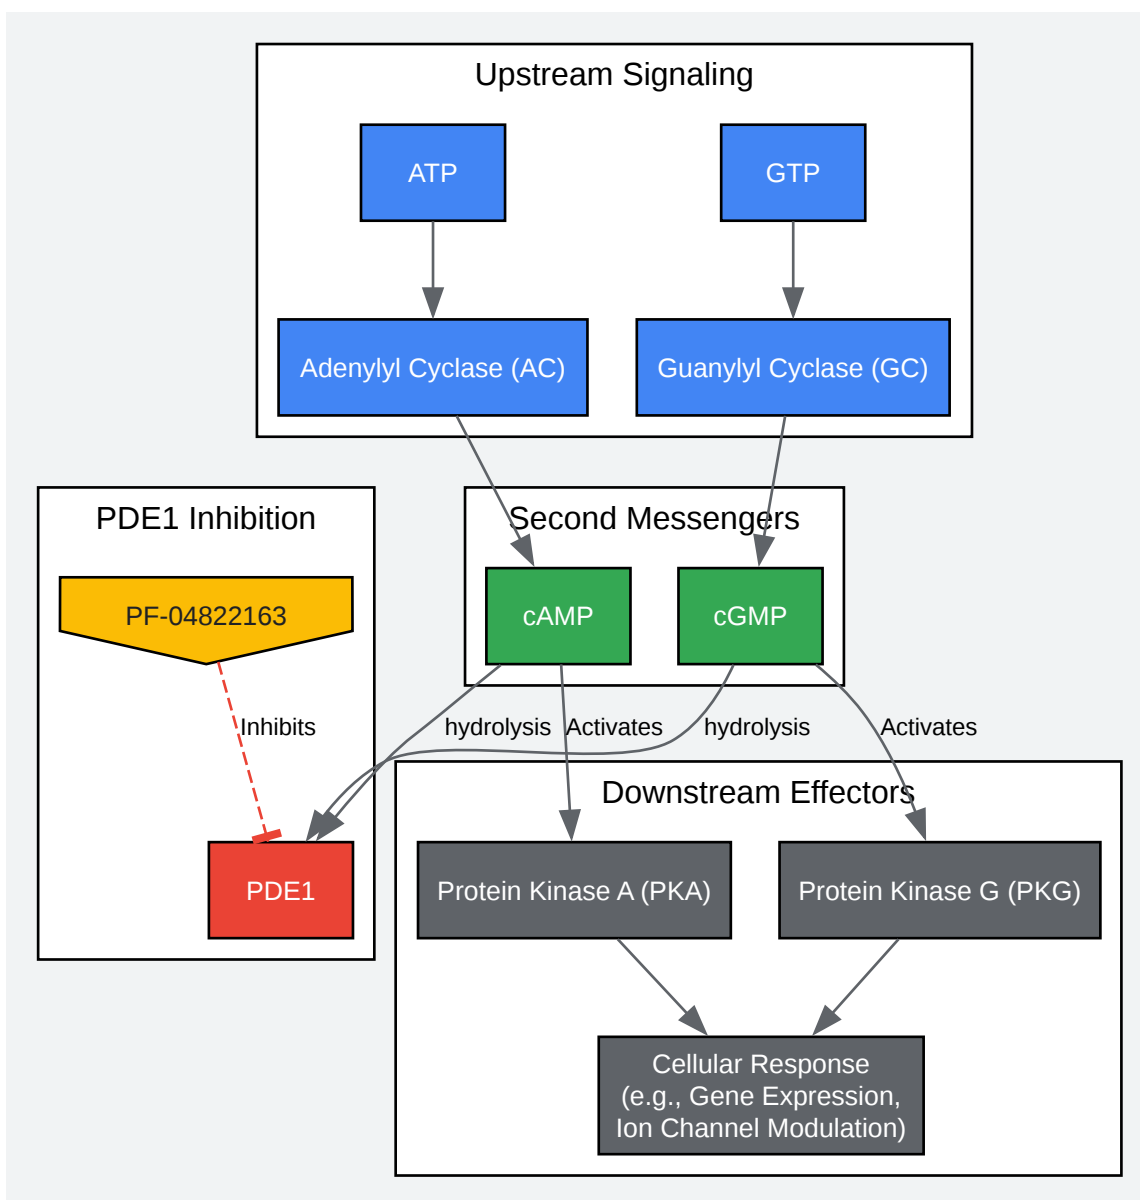 Upstream Signaling
ATP
GTP
Adenylyl Cyclase (AC)
Guanylyl Cyclase (GC)
PDE1 Inhibition
Second Messengers
PF-04822163
cAMP
cGMP
Inhibits
hydrolysis
Activates
hydrolysis
Activates
Downstream Effectors
PDE1
Protein Kinase A (PKA)
Protein Kinase G (PKG)
Cellular Response
(e.g., Gene Expression,
Ion Channel Modulation)